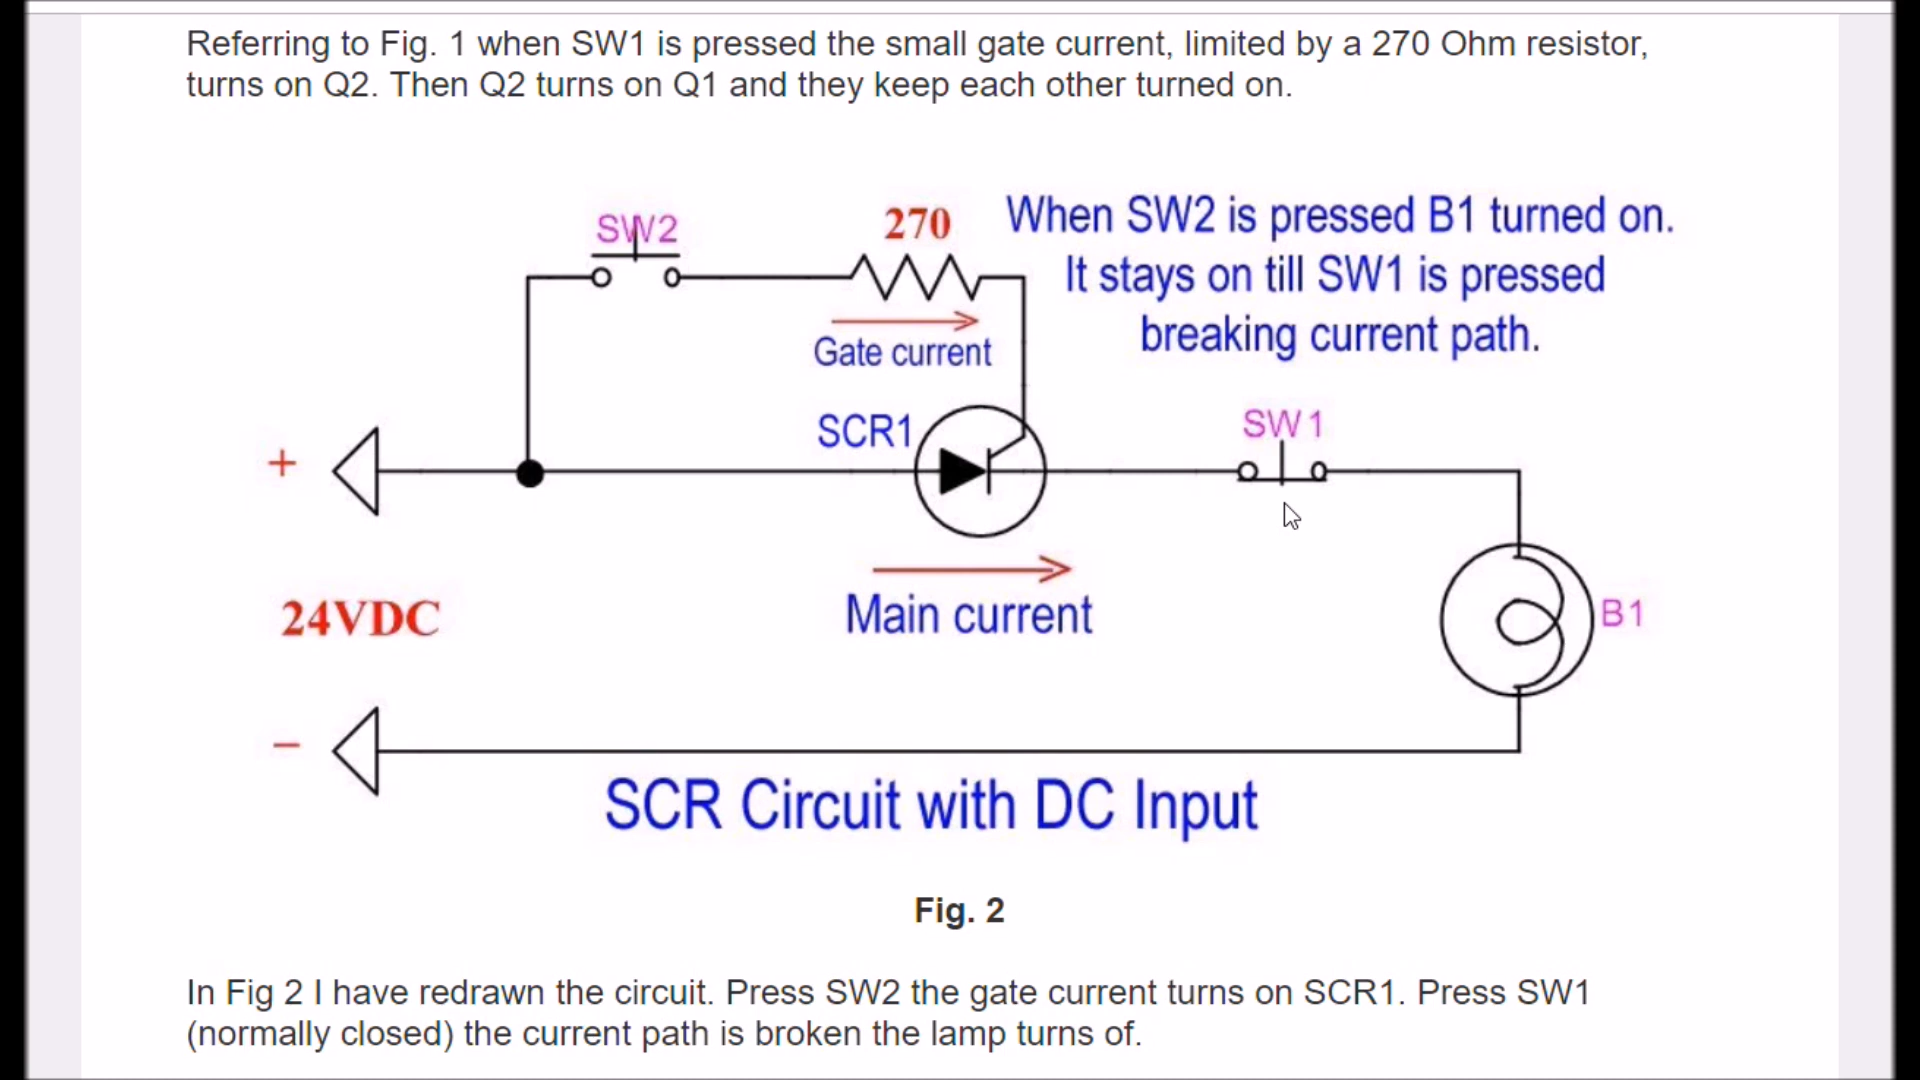 Referring to Fig. 1 when SW1 is pressed the small gate current, limited by a 270 Ohm resistor,
turns on Q2. Then Q2 turns on Q1 and they keep each other turned on.
SW2
270
When SW2 is pressed B1 turned on.
It stays on till SW1 is pressed
breaking current path.
Gate current
SCR1
SW1
+
24VDC
Main current
B1
−
SCR Circuit with DC Input
Fig. 2
In Fig 2 I have redrawn the circuit. Press SW2 the gate current turns on SCR1. Press SW1
(normally closed) the current path is broken the lamp turns of.